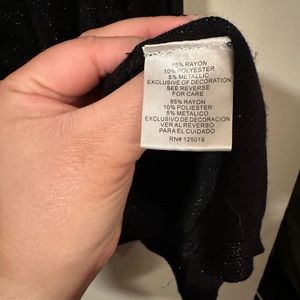 85% RAYON
10% POLYESTER
5% METALLIC
EXCLUSIVE OF DECORATION
SEE REVERSE
FOR CARE
85% RAYON
10% POLIESTER
5% METALICO
EXCLUSIVO DE DECORACION
VER AL REVERSO
PARA EL CUIDADO
RN# 125019